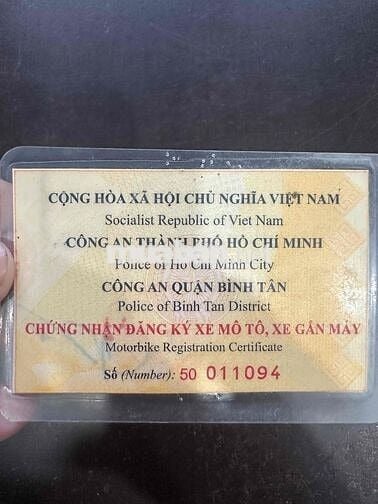 CỘNG HÒA XÃ HỘI CHỦ NGHĨA VIỆT NAM
Socialist Republic of Viet Nam
CÔNG AN THÀNH PHỐ HỒ CHÍ MINH
Police of Ho Chi Minh City
CÔNG AN QUẬN BÌNH TÂN
Police of Binh Tan District
CHỨNG NHẬN ĐĂNG KÝ XE MÔ TÔ, XE GẮN MÁY
Motorbike Registration Certificate
Số (Number): 50 011094